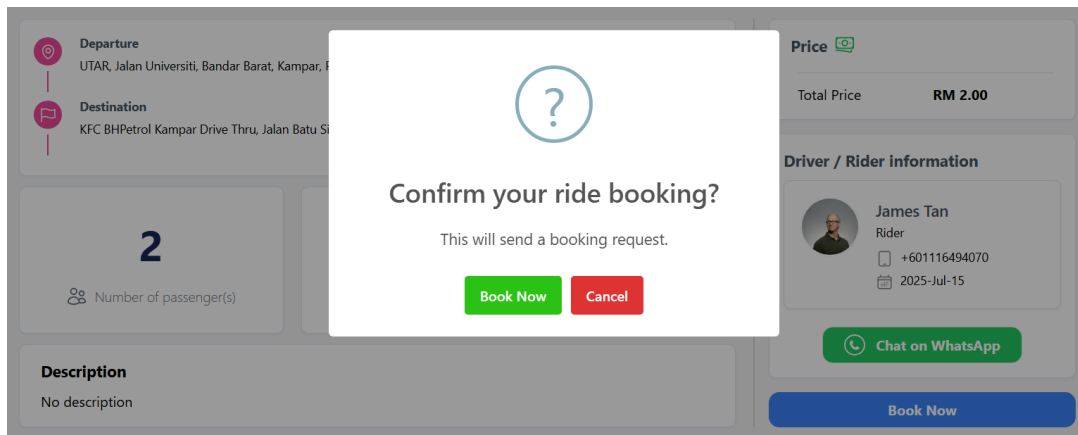 Departure
UTAR, Jalan Universiti, Bandar Barat, Kampar,
Destination
KFC BHPetrol Kampar Drive Thru, Jalan Batu
2
Number of passenger(s)
Description
No description
?
Confirm your ride booking?
This will send a booking request.
Book Now Cancel
Price
Total Price RM 2.00
Driver / Rider information
James Tan
Rider
+601116494070
2025-Jul-15
Chat on WhatsApp
Book Now